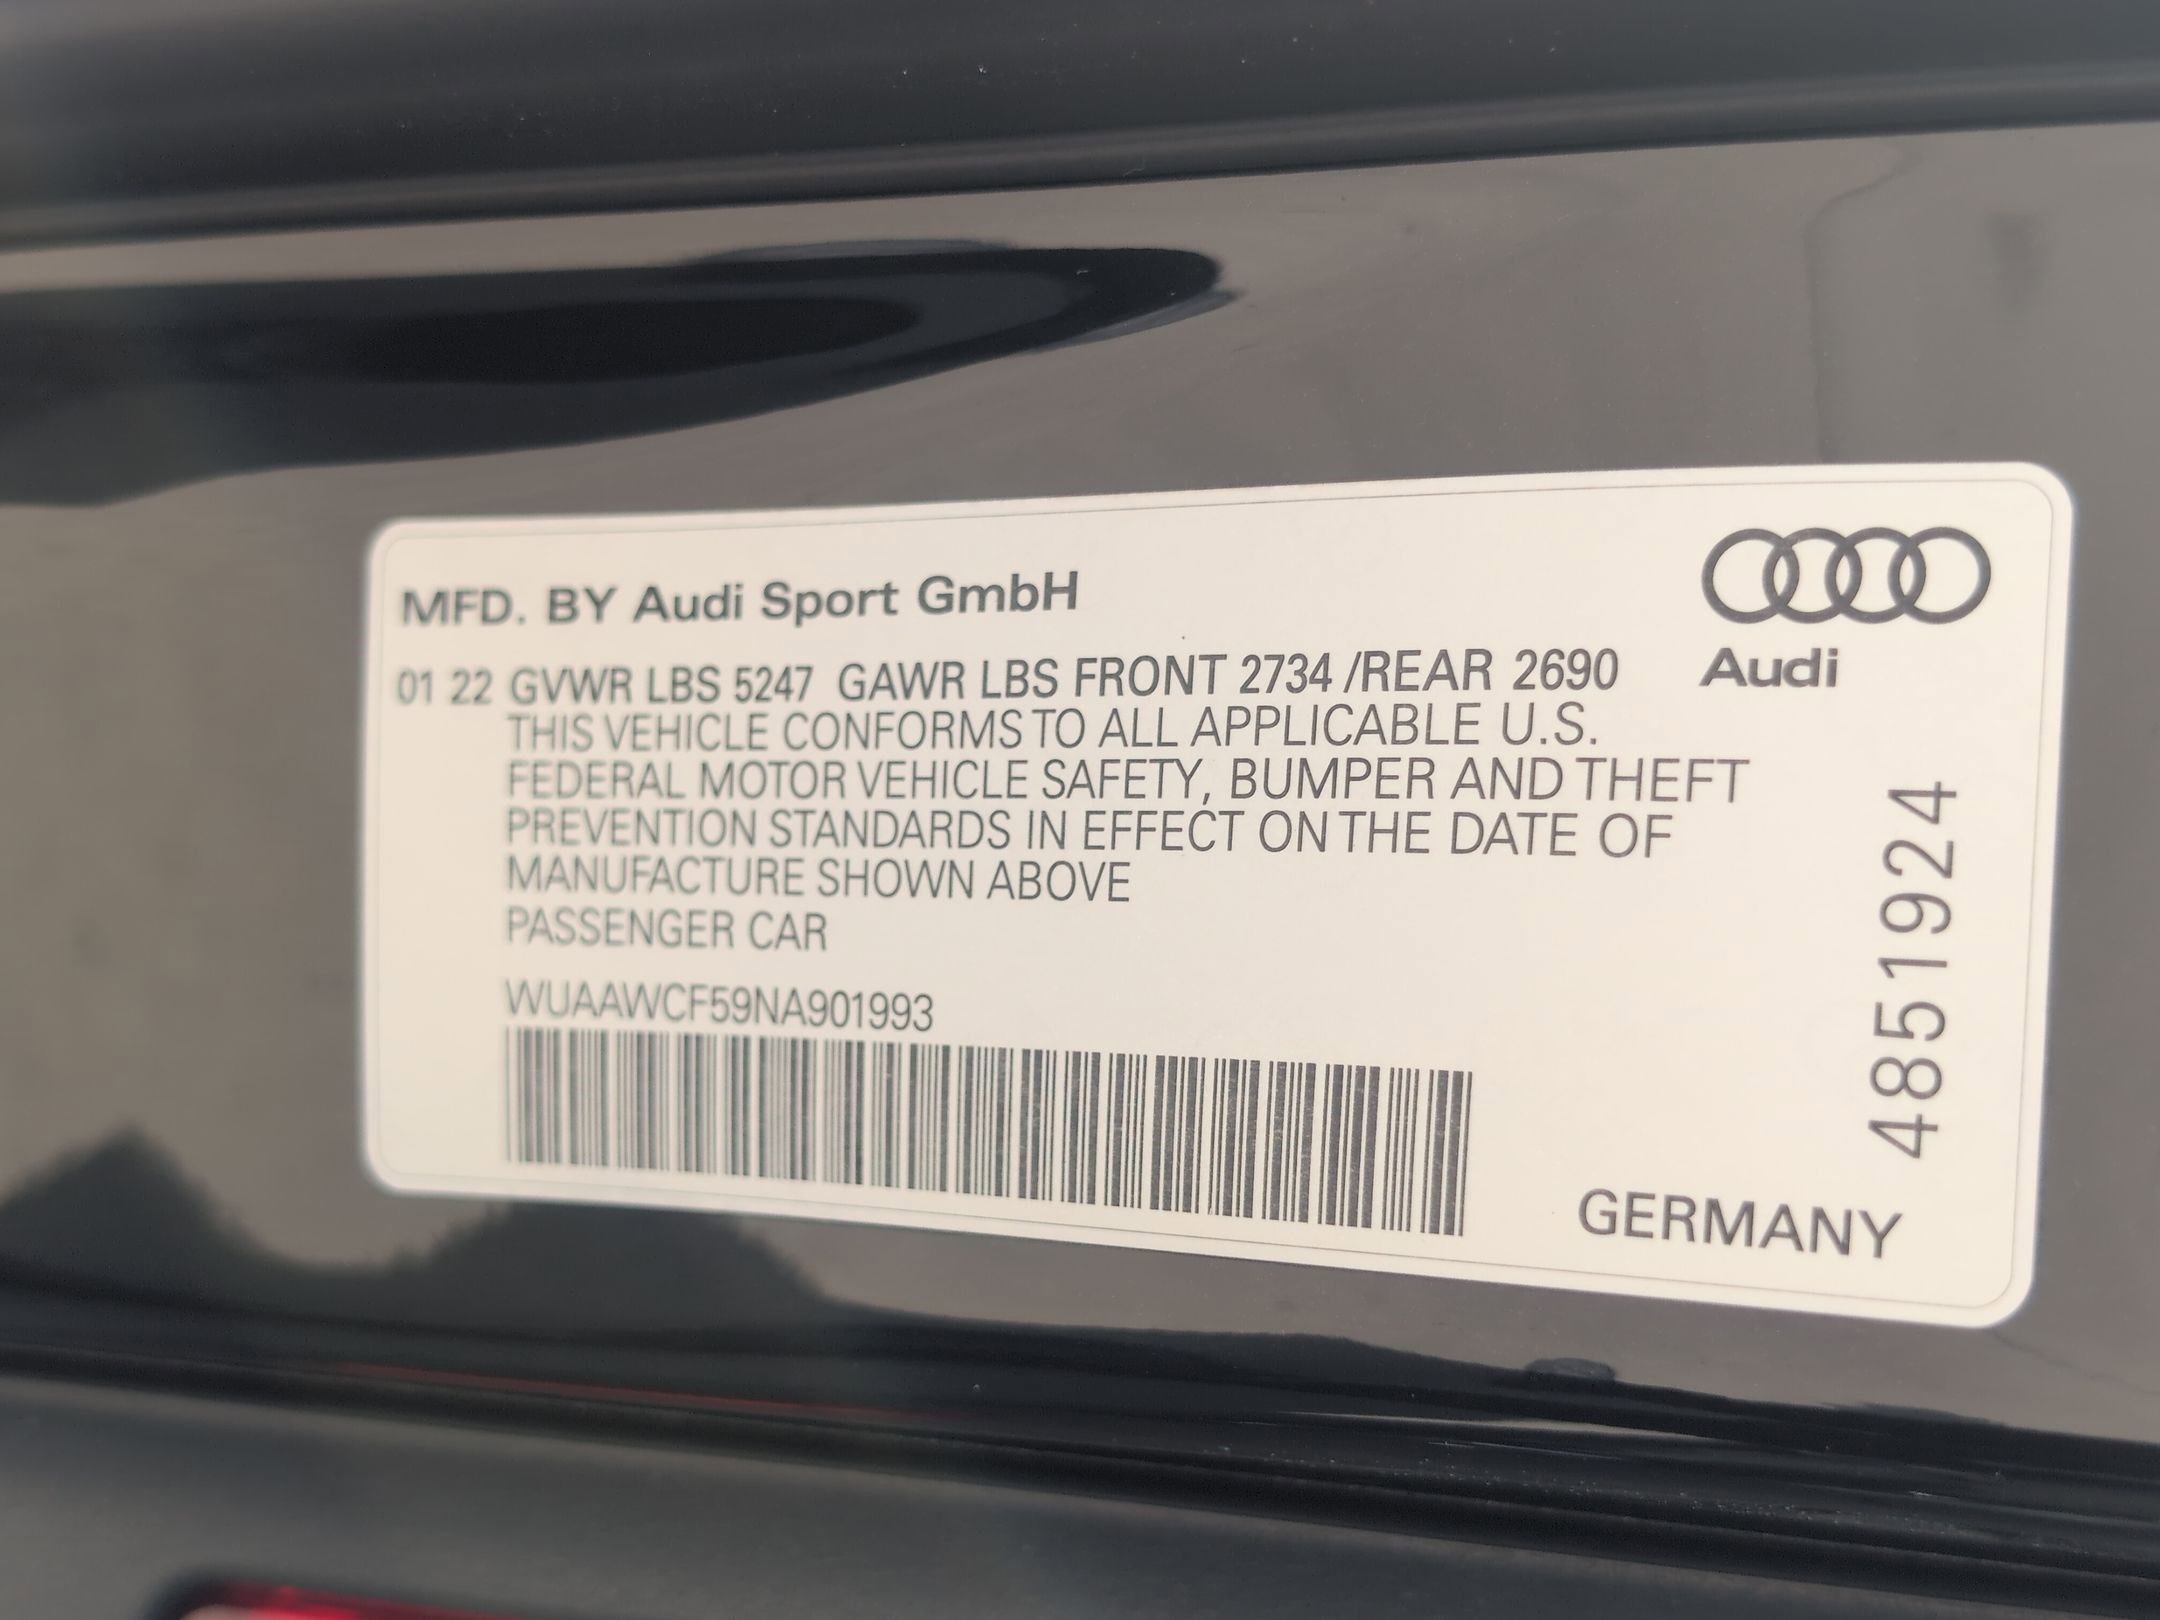 MFD. BY Audi Sport GmbH
01 22 GVWR LBS 5247 GAWR LBS FRONT 2734 /REAR 2690
THIS VEHICLE CONFORMS TO ALL APPLICABLE U.S.
FEDERAL MOTOR VEHICLE SAFETY, BUMPER AND THEFT
PREVENTION STANDARDS IN EFFECT ON THE DATE OF
MANUFACTURE SHOWN ABOVE
PASSENGER CAR
WUAAWCF59NA901993
Audi
4851924
GERMANY